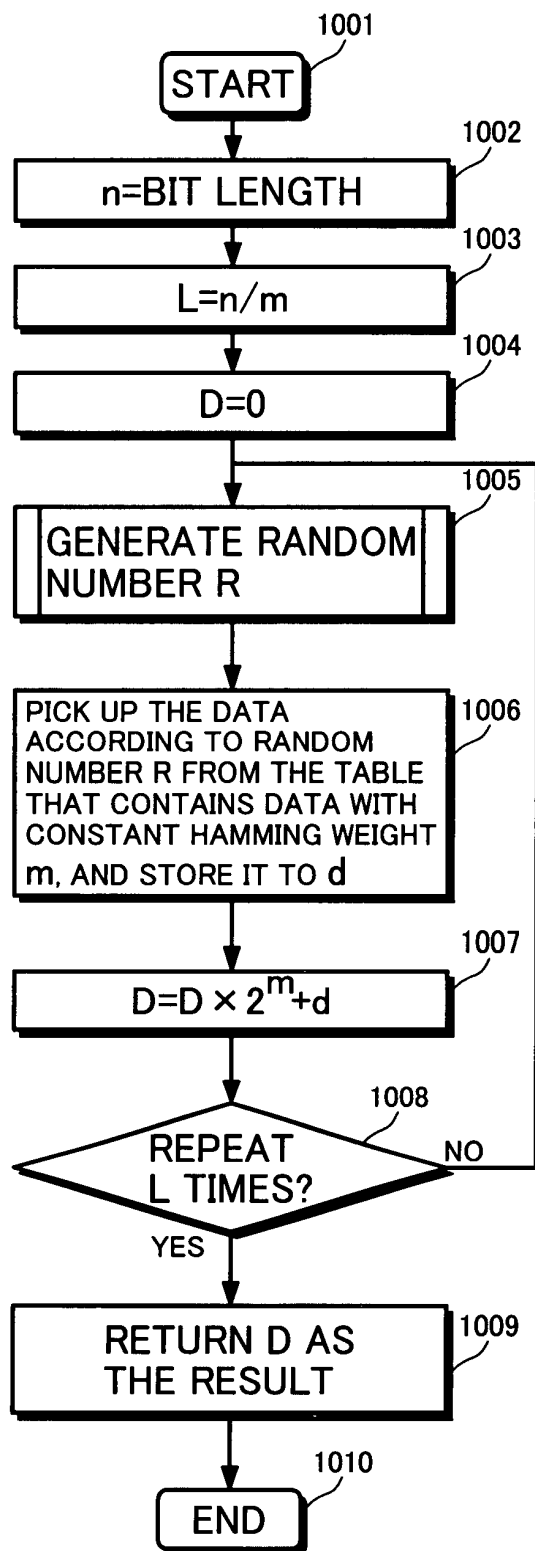 1001
START
1002
n=BIT LENGTH
1003
L=n/m
1004
D=0
1005
GENERATE RANDOM
NUMBER R
1006
PICK UP THE DATA
ACCORDING TO RANDOM
NUMBER R FROM THE TABLE
THAT CONTAINS DATA WITH
CONSTANT HAMMING WEIGHT
m, AND STORE IT TO d
1007
D=D × 2^m+d
1008
REPEAT
L TIMES?
NO
YES
1009
RETURN D AS
THE RESULT
1010
END